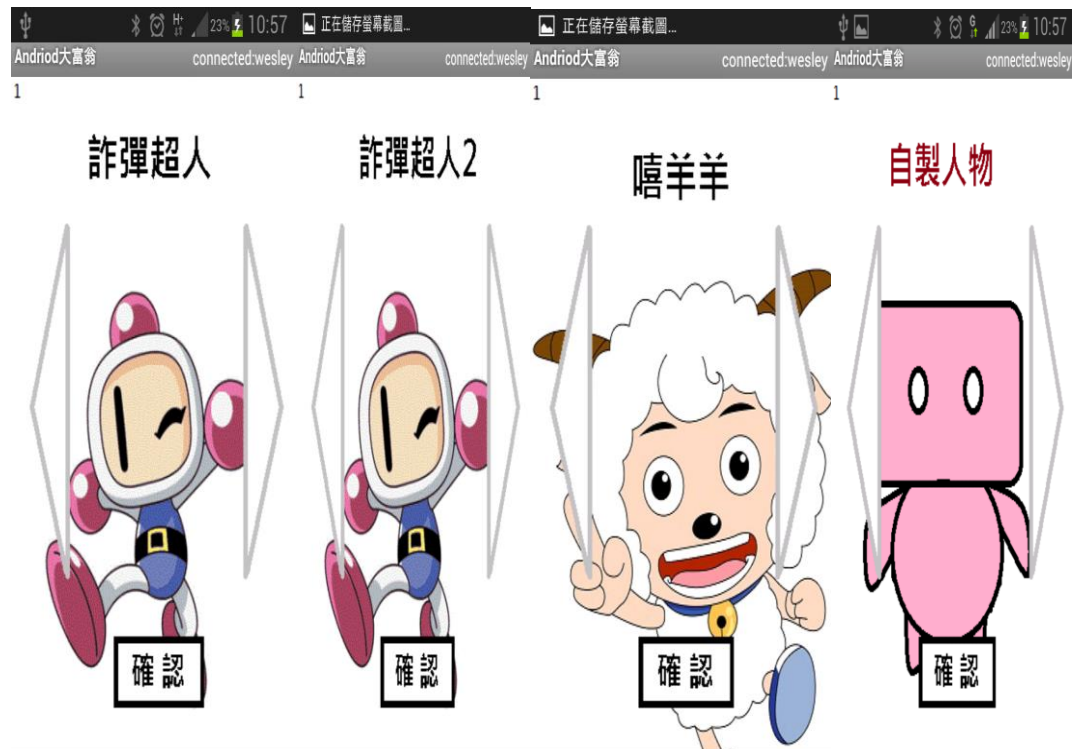 23% 10:57
Andriod大富翁 connected:wesley
1
詐彈超人
確認
正在儲存螢幕截圖...
Andriod大富翁 connected:wesley
1
詐彈超人2
確認
正在儲存螢幕截圖...
Andriod大富翁 connected:wesley
1
嘻羊羊
確認
G 23% 10:57
Andriod大富翁 connected:wesley
1
自製人物
確認